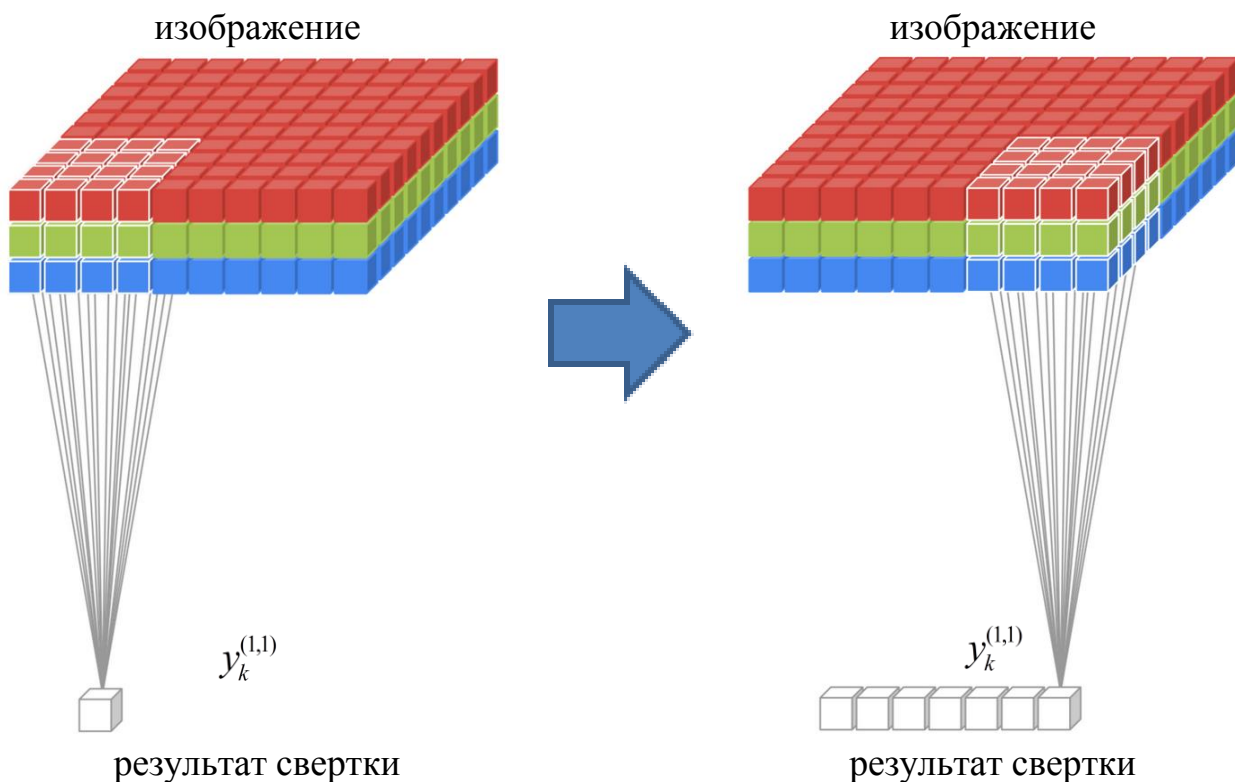 изображение
изображение
y_k^{(1,1)}
y_k^{(1,1)}
результат свертки
результат свертки